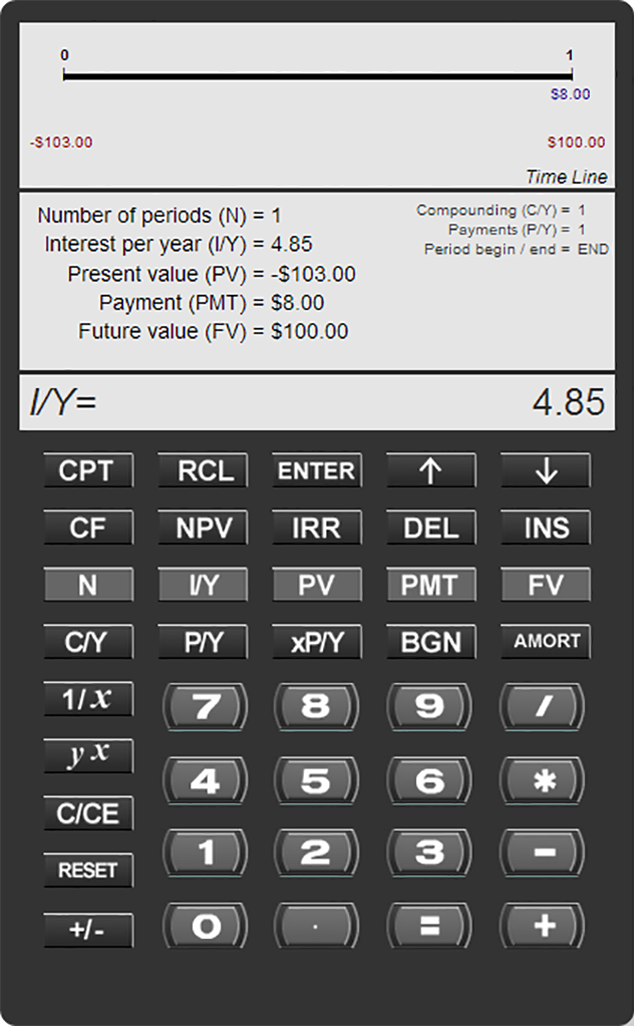 0 1
$8.00
-$103.00 $100.00
Time Line
Number of periods (N) = 1 Compounding (C/Y) = 1
Interest per year (I/Y) = 4.85 Payments (P/Y) = 1
Present value (PV) = -$103.00 Period begin / end = END
Payment (PMT) = $8.00
Future value (FV) = $100.00
I/Y= 4.85
CPT RCL ENTER ↑ ↓
CF NPV IRR DEL INS
N I/Y PV PMT FV
C/Y P/Y xP/Y BGN AMORT
1/x 7 8 9 /
y x 4 5 6 *
C/CE 1 2 3 -
RESET
+/- 0 . = +